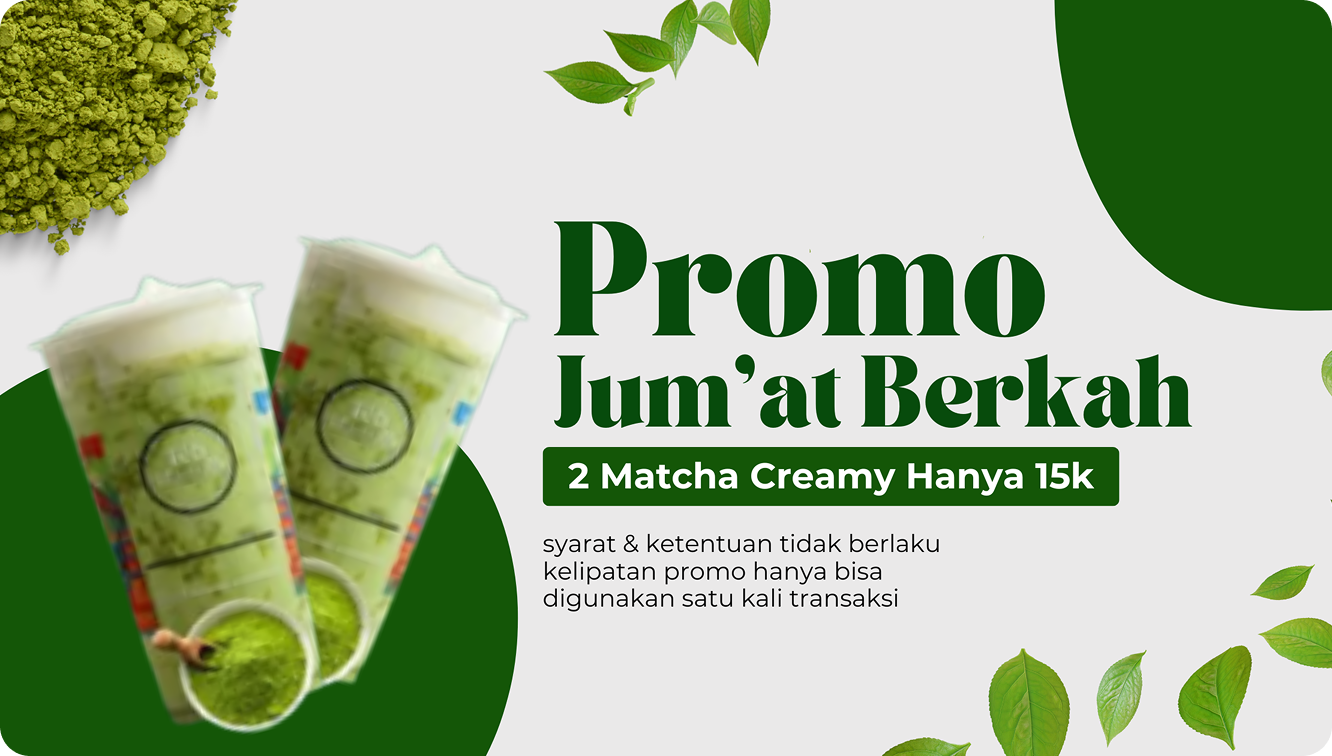 Promo
Jum’at Berkah
2 Matcha Creamy Hanya 15k
syarat & ketentuan tidak berlaku
kelipatan promo hanya bisa
digunakan satu kali transaksi